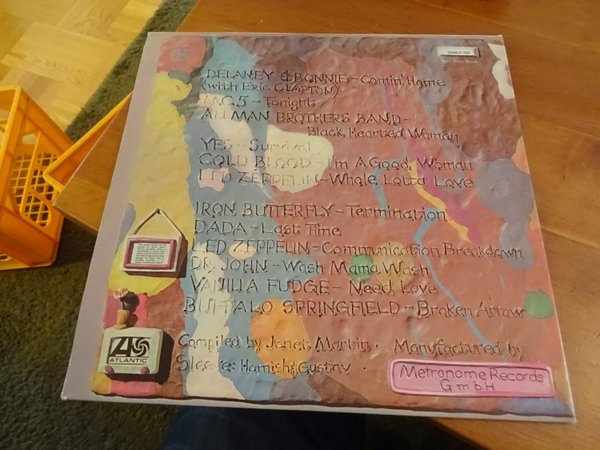 DELANEY & BONNIE - Comin' Home
(with Eric CLAPTON)
M.C.5 - Tonight
ALLMAN BROTHERS BAND -
Black Hearted Woman
YES - Survival
COLD BLOOD - I'm A Good Woman
LED ZEPPELIN - Whole Lotta Love
IRON BUTTERFLY - Termination
DADA - Last Time
LED ZEPPELIN - Communication Breakdown
DR. JOHN - Wash Mama Wash
VANILLA FUDGE - Need Love
BUFFALO SPRINGFIELD - Broken Arrow
Compiled by Janet Martin. Manufactured by
Sleeve: Hamish & Gustav
Metronome Records
G m.b.H
ATLANTIC